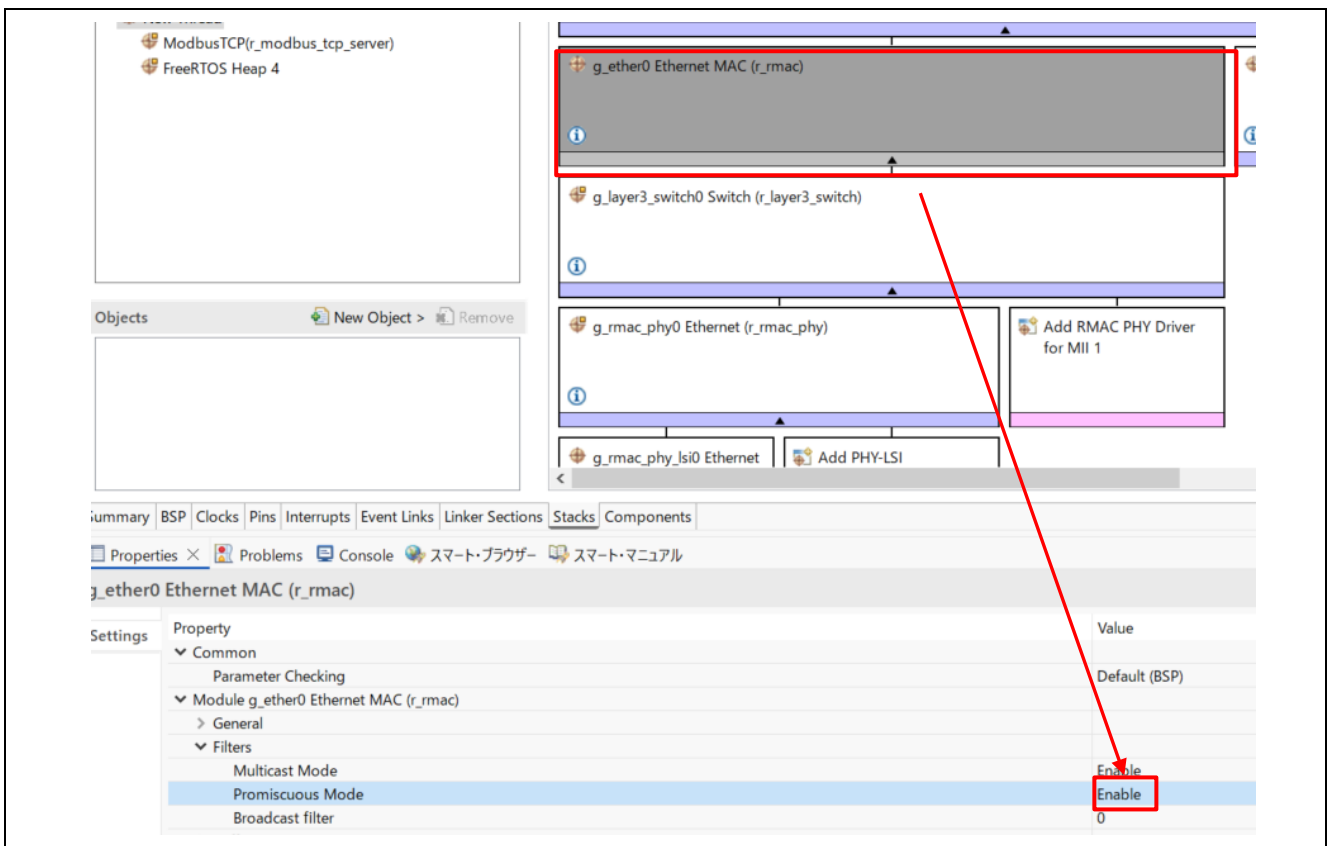 ModbusTCP(r_modbus_tcp_server)
FreeRTOS Heap 4
g_ether0 Ethernet MAC (r_rmac)
g_layer3_switch0 Switch (r_layer3_switch)
Objects
New Object >
Remove
g_rmac_phy0 Ethernet (r_rmac_phy)
Add RMAC PHY Driver
for MII 1
g_rmac_phy_lsi0 Ethernet
Add PHY-LSI
Summary BSP Clocks Pins Interrupts Event Links Linker Sections Stacks Components
Properties Problems Console スマート・ブラウザー スマート・マニュアル
g_ether0 Ethernet MAC (r_rmac)
Settings
Property Value
Common
Parameter Checking Default (BSP)
Module g_ether0 Ethernet MAC (r_rmac)
General
Filters
Multicast Mode Enable
Promiscuous Mode Enable
Broadcast filter 0